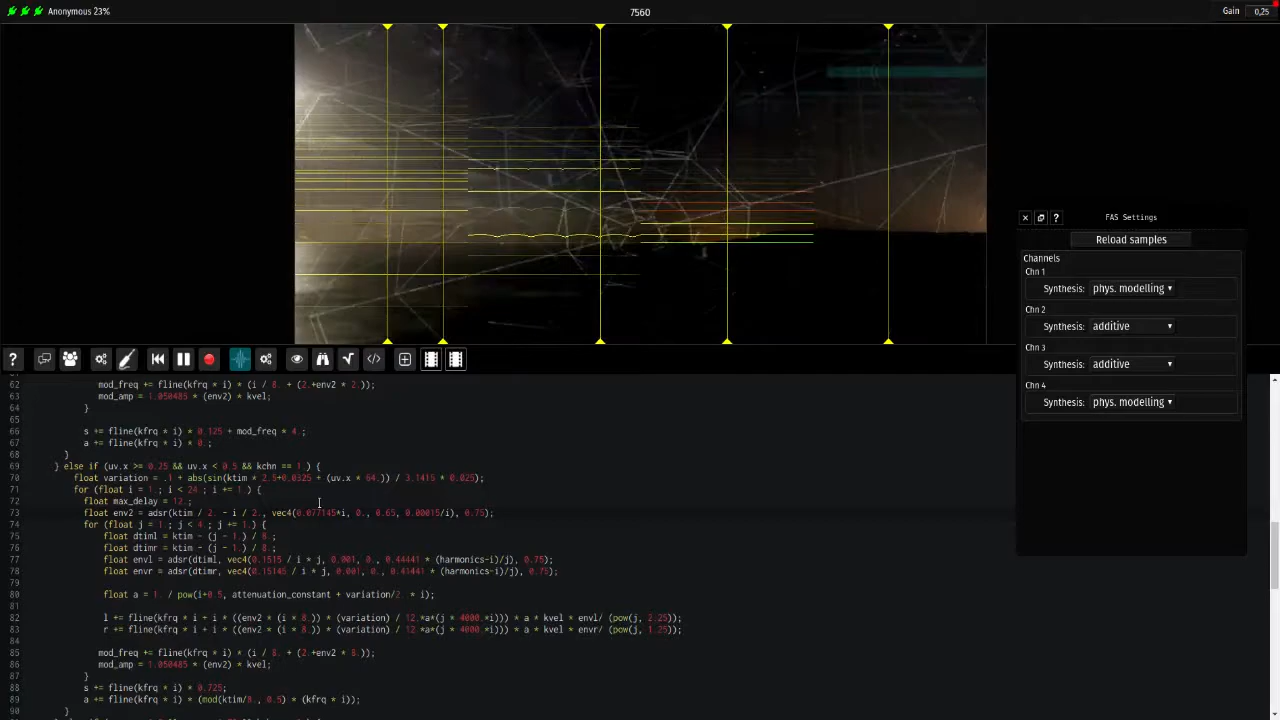 Anonymous 23%
7560
Gain 0,25
FAS Settings
Reload samples
Channels
Chn 1
Synthesis: phys. modelling
Chn 2
Synthesis: additive
Chn 3
Synthesis: additive
Chn 4
Synthesis: phys. modelling
62 mod_freq += fline(kfrq * i) * (i / 8. + (2.+env2 * 2.));
63 mod_amp = 1.050485 * (env2) * kvel;
64 }
65
66 s += fline(kfrq * i) * 0.125 + mod_freq * 4.;
67 a += fline(kfrq * i) * 0.;
68 }
69 } else if (uv.x >= 0.25 && uv.x < 0.5 && kchn == 1.) {
70 float variation = .1 + abs(sin(ktim * 2.5+0.0325 + (uv.x * 64.)) / 3.1415 * 0.025);
71 for (float i = 1.; i < 24.; i += 1.) {
72 float max_delay = 12.;
73 float env2 = adsr(ktim / 2. - i / 2., vec4(0.077145*i, 0., 0.65, 0.00015/i), 0.75);
74 for (float j = 1.; j < 4.; j += 1.) {
75 float dtiml = ktim - (j - 1.) / 8.;
76 float dtimr = ktim - (j - 1.) / 8.;
77 float envl = adsr(dtiml, vec4(0.1515 / i * j, 0.001, 0., 0.44441 * (harmonics-i)/j), 0.75);
78 float envr = adsr(dtimr, vec4(0.15145 / i * j, 0.001, 0., 0.41441 * (harmonics-i)/j), 0.75);
79
80 float a = 1. / pow(i+0.5, attenuation_constant + variation/2. * i);
81
82 l += fline(kfrq * i + i * ((env2 * (i * 8.)) * (variation) / 12.*a*(j * 4000.*i))) * a * kvel * envl/ (pow(j, 2.25));
83 r += fline(kfrq * i + i * ((env2 * (i * 8.)) * (variation) / 12.*a*(j * 4000.*i))) * a * kvel * envr/ (pow(j, 1.25));
84
85 mod_freq += fline(kfrq * i) * (i / 8. + (2.+env2 * 8.));
86 mod_amp = 1.050485 * (env2) * kvel;
87 }
88 s += fline(kfrq * i) * 0.725;
89 a += fline(kfrq * i) * (mod(ktim/8., 0.5) * (kfrq * i));
90 }